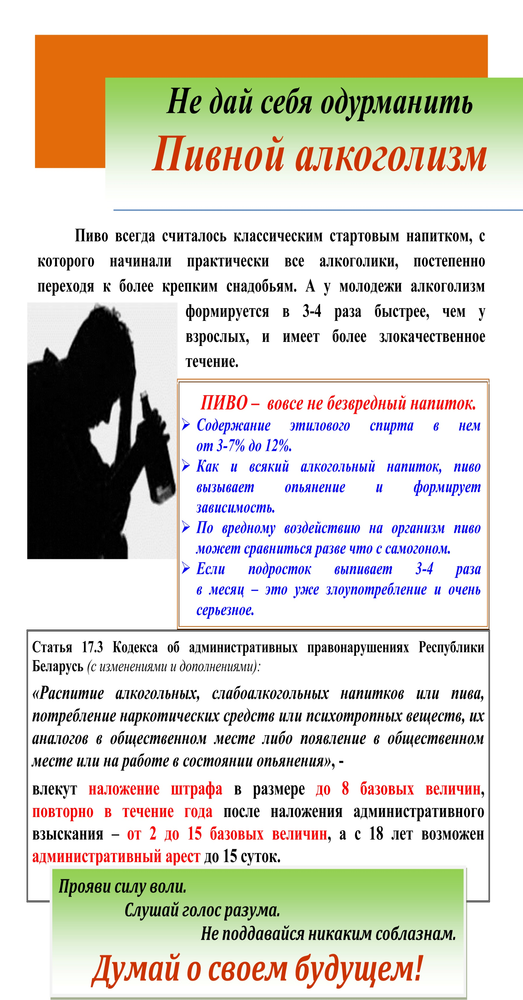 Не дай себя одурманить
Пивной алкоголизм
Пиво всегда считалось классическим стартовым напитком, с
которого начинали практически все алкоголики, постепенно
переходя к более крепким снадобьям. А у молодежи алкоголизм
формируется в 3-4 раза быстрее, чем у
взрослых, и имеет более злокачественное
течение.
ПИВО – вовсе не безвредный напиток.
Содержание этилового спирта в нем
от 3-7% до 12%.
Как и всякий алкогольный напиток, пиво
вызывает опьянение и формирует
зависимость.
По вредному воздействию на организм пиво
может сравниться разве что с самогоном.
Если подросток выпивает 3-4 раза
в месяц – это уже злоупотребление и очень
серьезное.
Статья 17.3 Кодекса об административных правонарушениях Республики
Беларусь (с изменениями и дополнениями):
«Распитие алкогольных, слабоалкогольных напитков или пива,
потребление наркотических средств или психотропных веществ, их
аналогов в общественном месте либо появление в общественном
месте или на работе в состоянии опьянения», -
влекут наложение штрафа в размере до 8 базовых величин,
повторно в течение года после наложения административного
взыскания – от 2 до 15 базовых величин, а с 18 лет возможен
административный арест до 15 суток.
Прояви силу воли.
Слушай голос разума.
Не поддавайся никаким соблазнам.
Думай о своем будущем!